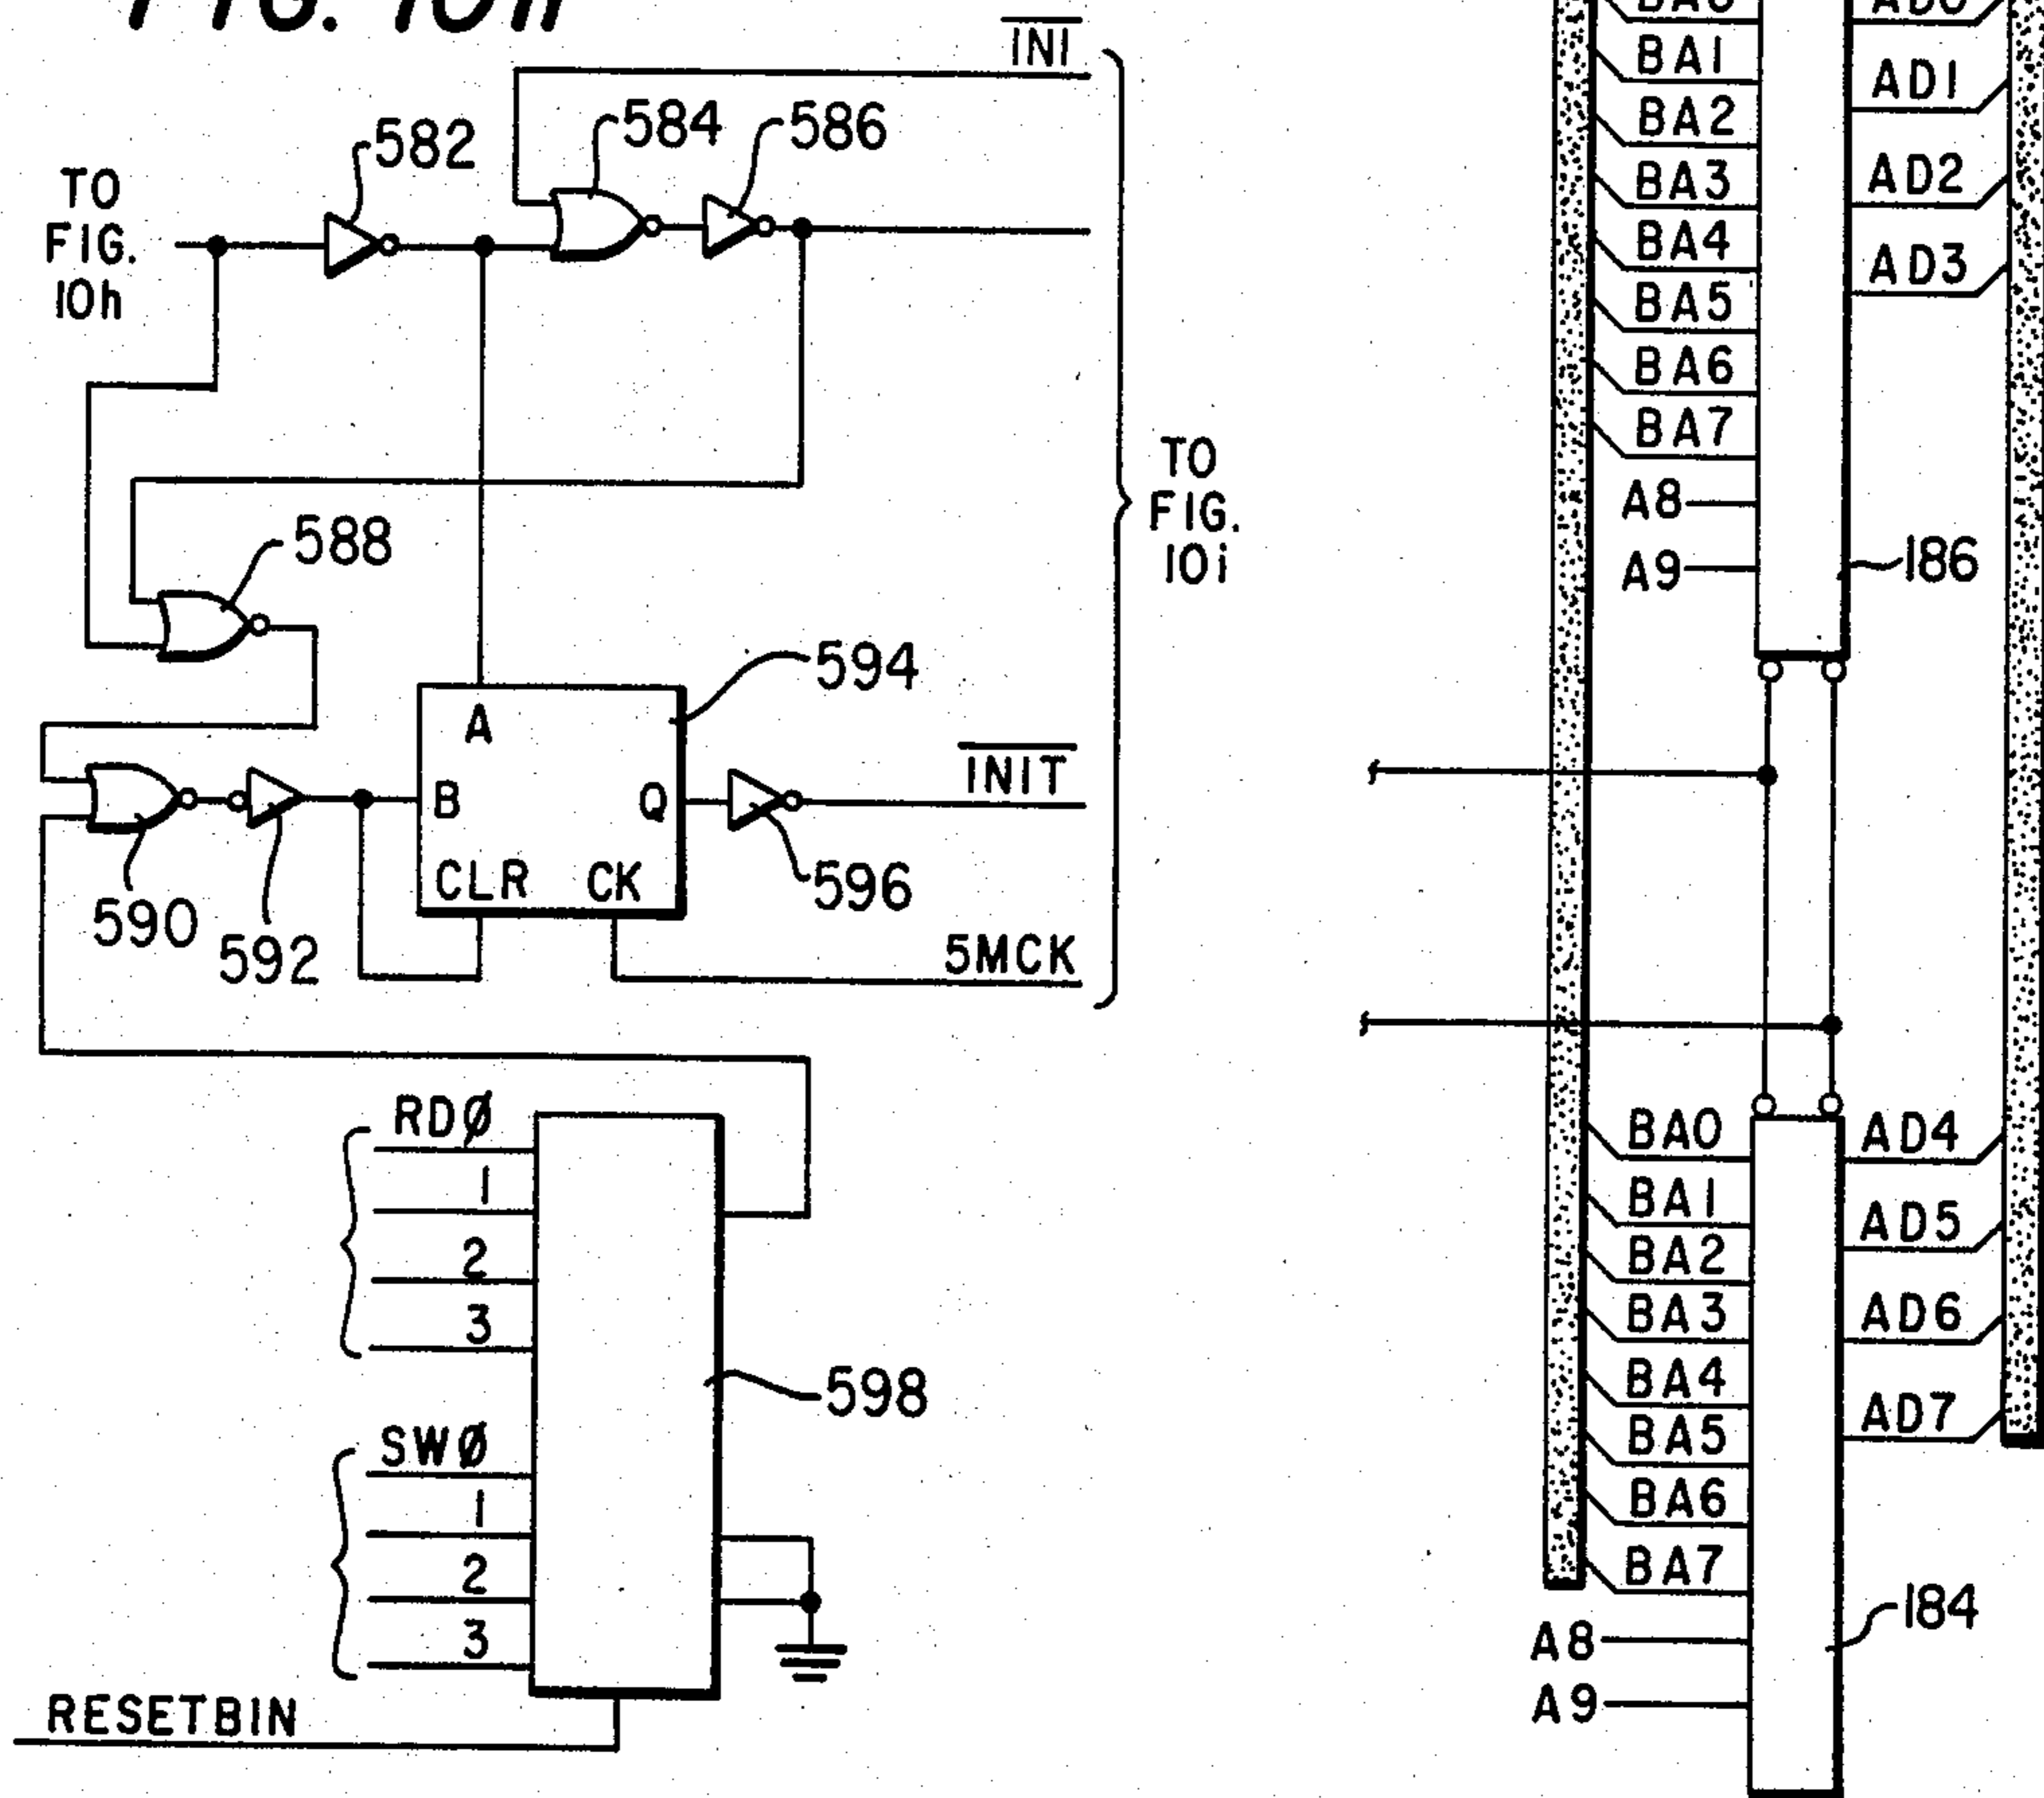 FIG. 10h
INI
582
584
586
TO
FIG.
10h
588
TO
FIG.
10i
594
A
B
Q
CLR
CK
INIT
590
592
596
5MCK
RDØ
1
2
3
598
SWØ
1
2
3
RESETBIN
BA0
BA1
BA2
BA3
BA4
BA5
BA6
BA7
A8
A9
AD0
AD1
AD2
AD3
186
BA0
BA1
BA2
BA3
BA4
BA5
BA6
BA7
A8
A9
AD4
AD5
AD6
AD7
184